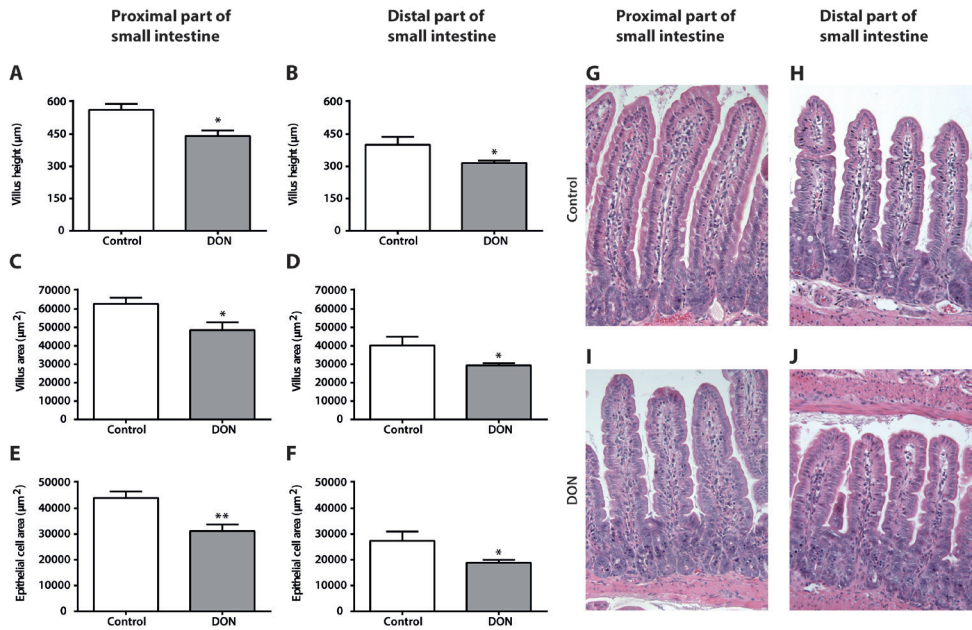 Proximal part of
small intestine
Distal part of
small intestine
Proximal part of
small intestine
Distal part of
small intestine
A
600
450
300
150
0
Villus height (µm)
*
Control
DON
B
600
450
300
150
0
Villus height (µm)
*
Control
DON
C
70000
60000
50000
40000
30000
20000
10000
0
Villus area (µm²)
*
Control
DON
D
70000
60000
50000
40000
30000
20000
10000
0
Villus area (µm²)
*
Control
DON
E
50000
40000
30000
20000
10000
0
Epithelial cell area (µm²)
**
Control
DON
F
50000
40000
30000
20000
10000
0
Epithelial cell area (µm²)
*
Control
DON
G
H
Control
I
J
DON